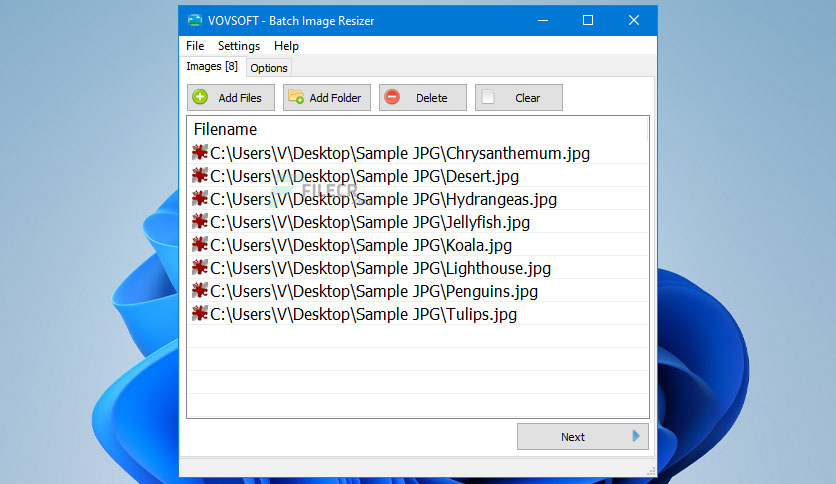 VOVSOFT - Batch Image Resizer
File Settings Help
Images [8] Options
Add Files Add Folder Delete Clear
Filename
C:\Users\V\Desktop\Sample JPG\Chrysanthemum.jpg
C:\Users\V\Desktop\Sample JPG\Desert.jpg
FILECR
C:\Users\V\Desktop\Sample JPG\Hydrangeas.jpg
C:\Users\V\Desktop\Sample JPG\Jellyfish.jpg
C:\Users\V\Desktop\Sample JPG\Koala.jpg
C:\Users\V\Desktop\Sample JPG\Lighthouse.jpg
C:\Users\V\Desktop\Sample JPG\Penguins.jpg
C:\Users\V\Desktop\Sample JPG\Tulips.jpg
Next